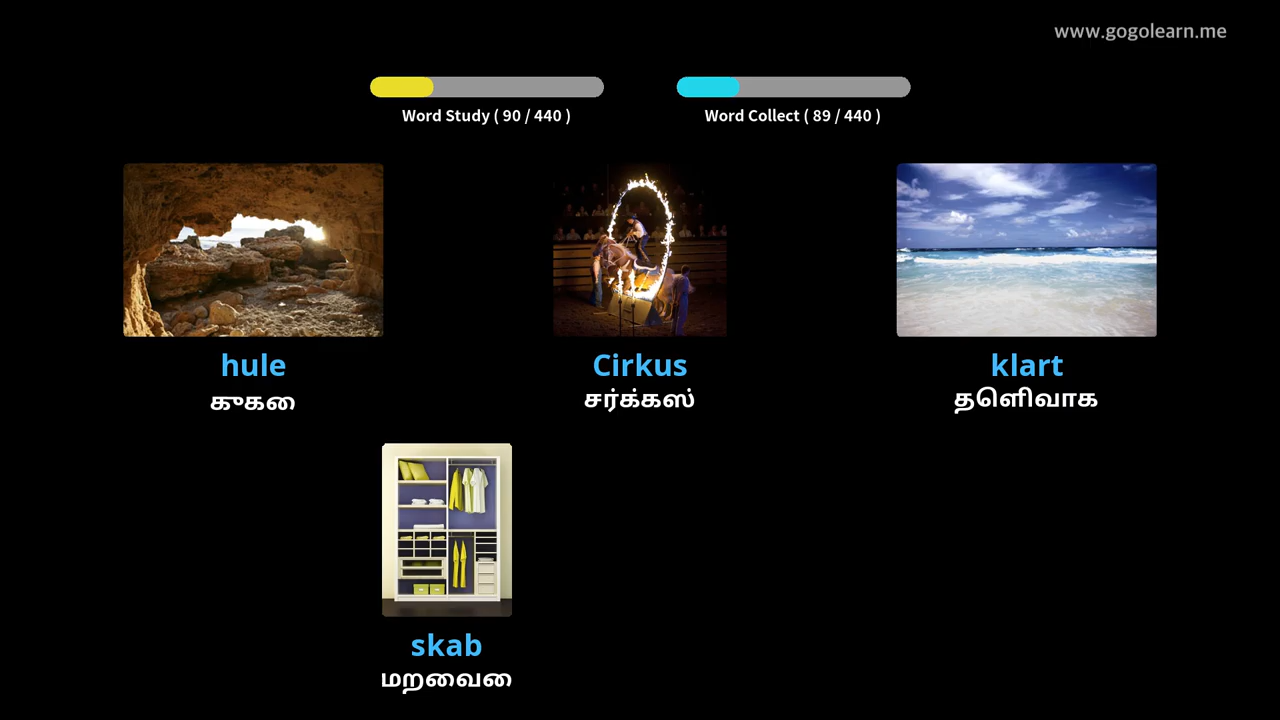 www.gogolearn.me
Word Study ( 90 / 440 )
Word Collect ( 89 / 440 )
hule
Cirkus
klart
குகை
சர்க்கஸ்
தெளிவாக
skab
மறைவை